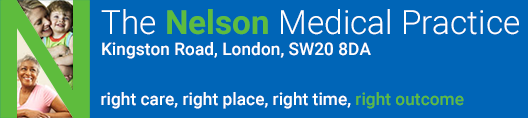 The Nelson Medical Practice
Kingston Road, London, SW20 8DA
right care, right place, right time, right outcome